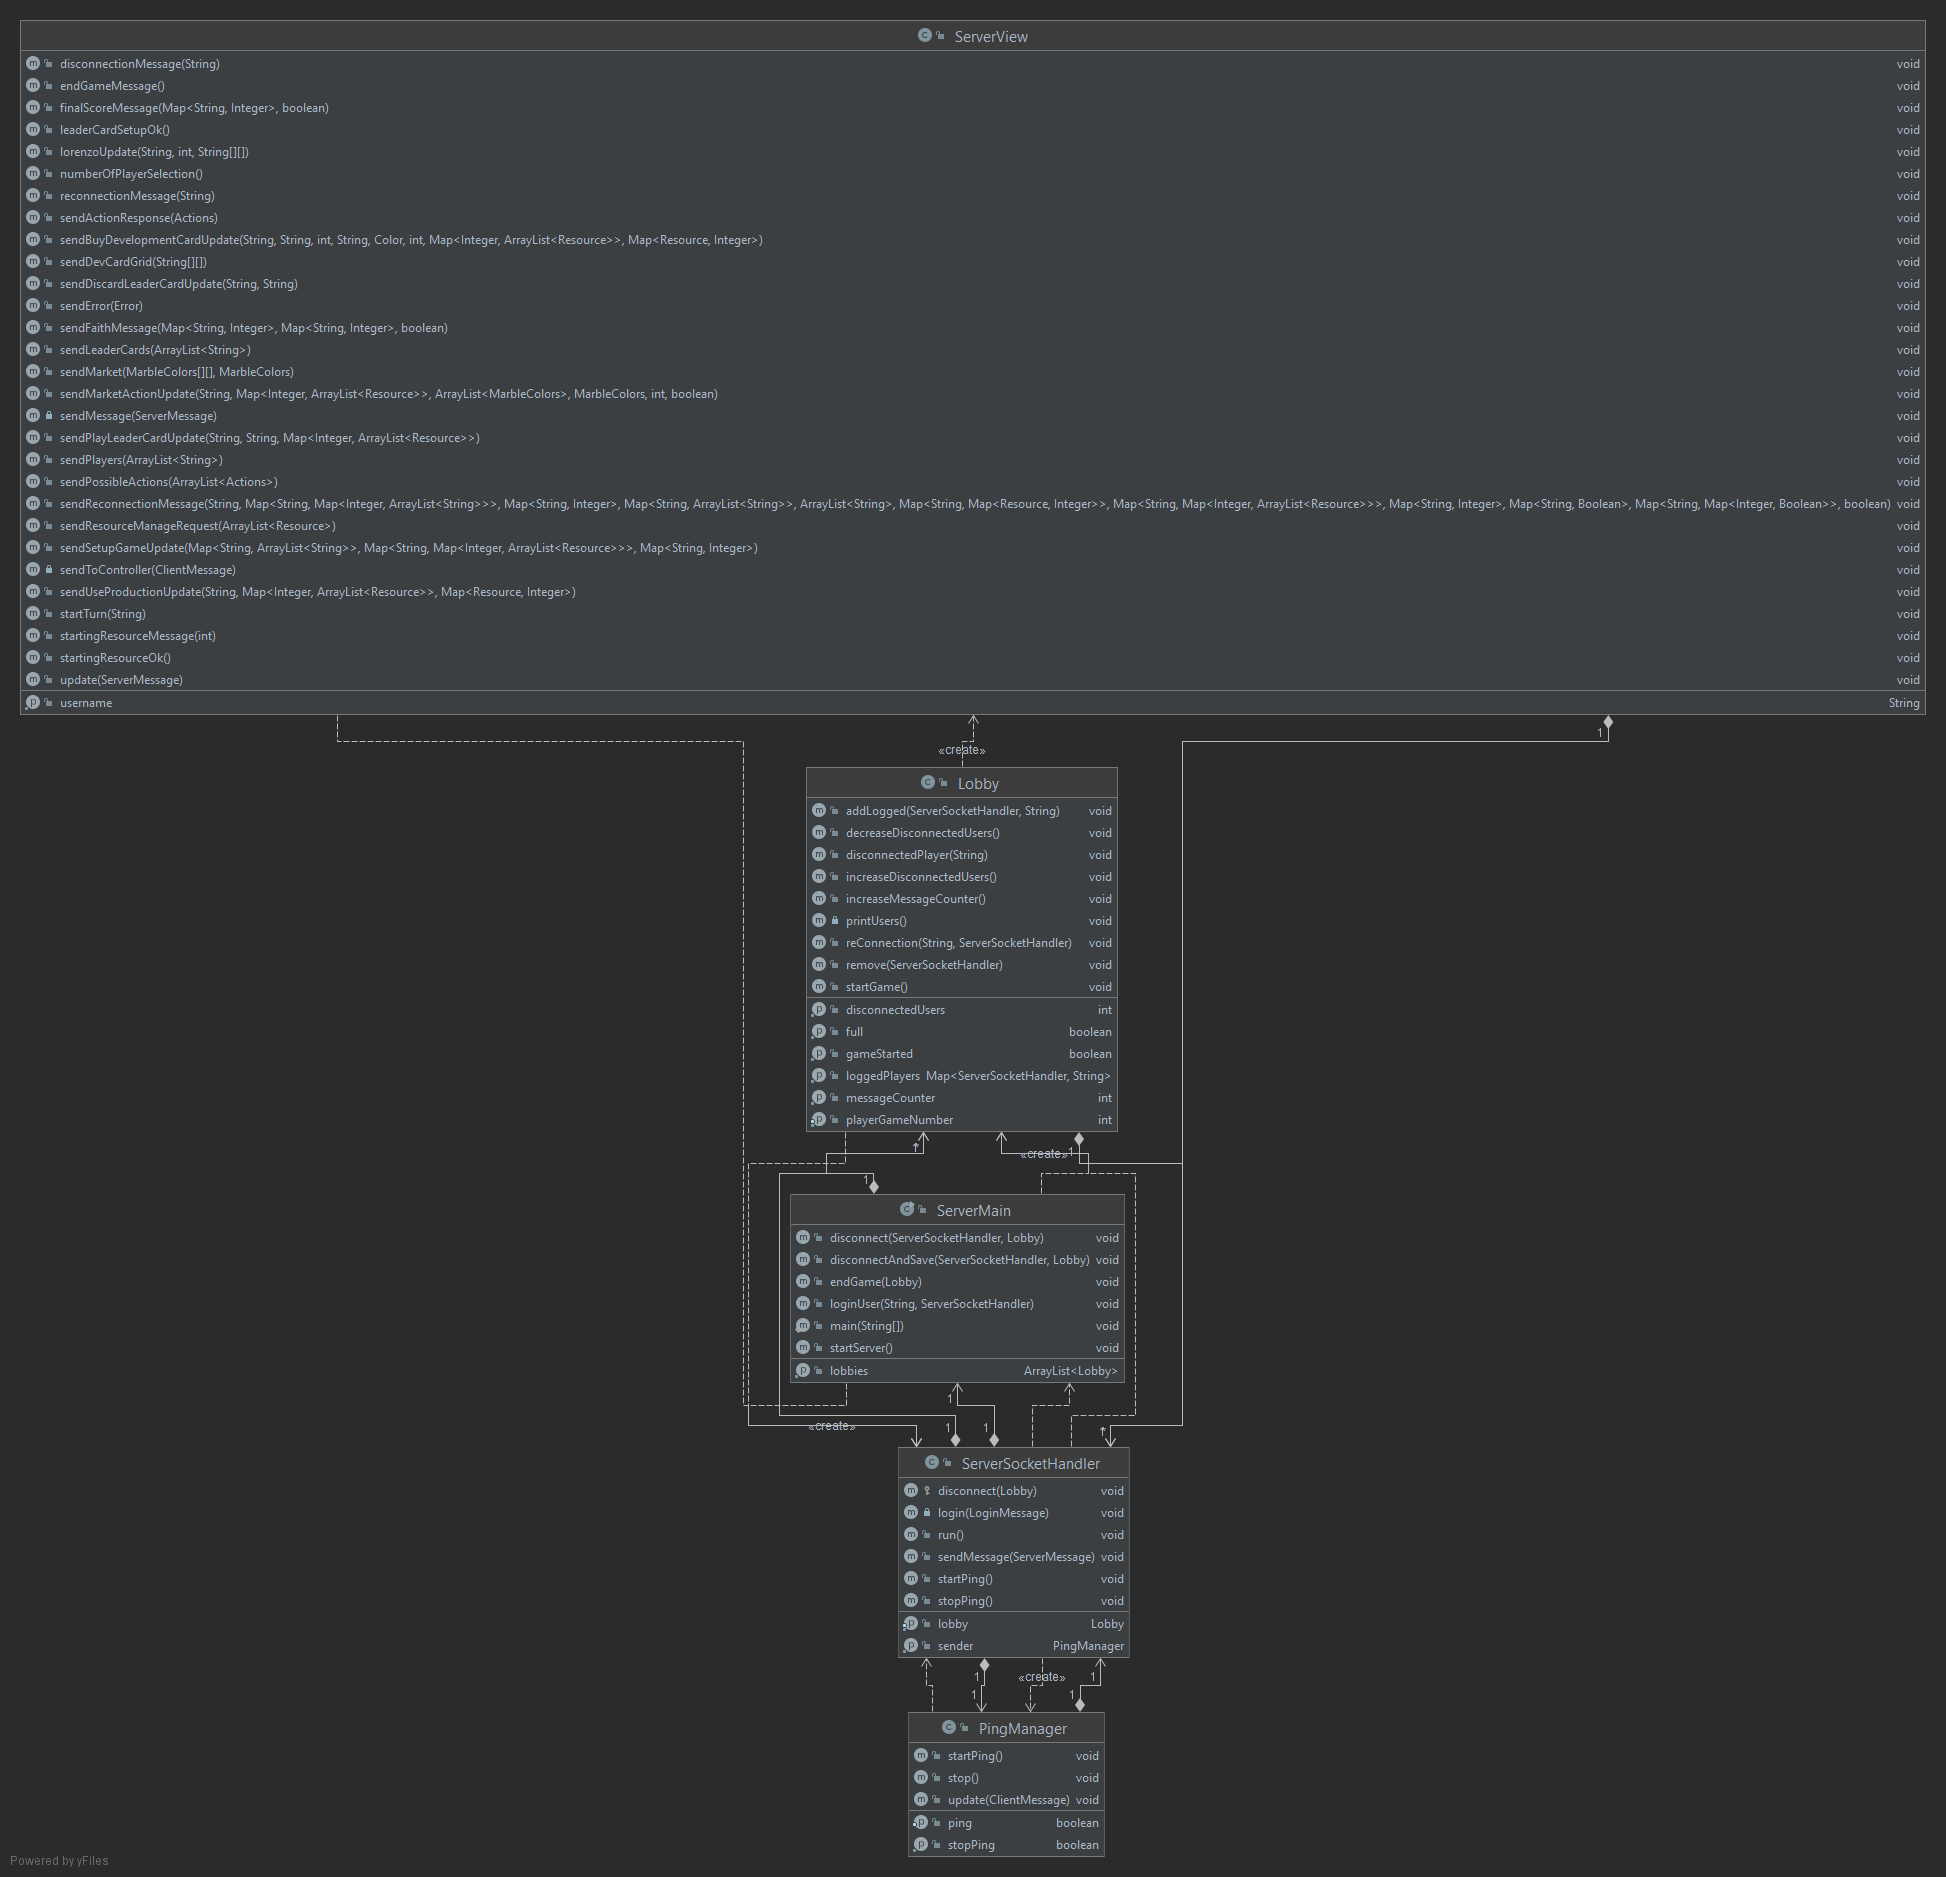 ServerView
disconnectionMessage(String) void
endGameMessage() void
finalScoreMessage(Map<String, Integer>, boolean) void
leaderCardSetupOk() void
lorenzoUpdate(String, int, String[][]) void
numberOfPlayerSelection() void
reconnectionMessage(String) void
sendActionResponse(Actions) void
sendBuyDevelopmentCardUpdate(String, String, int, String, Color, int, Map<Integer, ArrayList<Resource>>, Map<Resource, Integer>) void
sendDevCardGrid(String[][]) void
sendDiscardLeaderCardUpdate(String, String) void
sendError(Error) void
sendFaithMessage(Map<String, Integer>, Map<String, Integer>, boolean) void
sendLeaderCards(ArrayList<String>) void
sendMarket(MarbleColors[][], MarbleColors) void
sendMarketActionUpdate(String, Map<Integer, ArrayList<Resource>>, ArrayList<MarbleColors>, MarbleColors, int, boolean) void
sendMessage(ServerMessage) void
sendPlayLeaderCardUpdate(String, String, Map<Integer, ArrayList<Resource>>) void
sendPlayers(ArrayList<String>) void
sendPossibleActions(ArrayList<Actions>) void
sendReconnectionMessage(String, Map<String, Map<Integer, ArrayList<String>>>, Map<String, Integer>, Map<String, ArrayList<String>>, ArrayList<String>, Map<String, Map<Resource, Integer>>, Map<String, Map<Integer, ArrayList<Resource>>>, Map<String, Integer>, Map<String, Boolean>, Map<String, Map<Integer, Boolean>>, boolean) void
sendResourceManageRequest(ArrayList<Resource>) void
sendSetupGameUpdate(Map<String, ArrayList<String>>, Map<String, Map<Integer, ArrayList<Resource>>>, Map<String, Integer>) void
sendToController(ClientMessage) void
sendUseProductionUpdate(String, Map<Integer, ArrayList<Resource>>, Map<Resource, Integer>) void
startTurn(String) void
startingResourceMessage(int) void
startingResourceOk() void
update(ServerMessage) void
username String
1
«create»
Lobby
addLogged(ServerSocketHandler, String) void
decreaseDisconnectedUsers() void
disconnectedPlayer(String) void
increaseDisconnectedUsers() void
increaseMessageCounter() void
printUsers() void
reConnection(String, ServerSocketHandler) void
remove(ServerSocketHandler) void
startGame() void
disconnectedUsers int
full boolean
gameStarted boolean
loggedPlayers Map<ServerSocketHandler, String>
messageCounter int
playerGameNumber int
* «create» 1
1
ServerMain
disconnect(ServerSocketHandler, Lobby) void
disconnectAndSave(ServerSocketHandler, Lobby) void
endGame(Lobby) void
loginUser(String, ServerSocketHandler) void
main(String[]) void
startServer() void
lobbies ArrayList<Lobby>
1
«create» 1 1 *
ServerSocketHandler
disconnect(Lobby) void
login(LoginMessage) void
run() void
sendMessage(ServerMessage) void
startPing() void
stopPing() void
lobby Lobby
sender PingManager
1 «create» 1
1 1
PingManager
startPing() void
stop() void
update(ClientMessage) void
ping boolean
stopPing boolean
Powered by yFiles